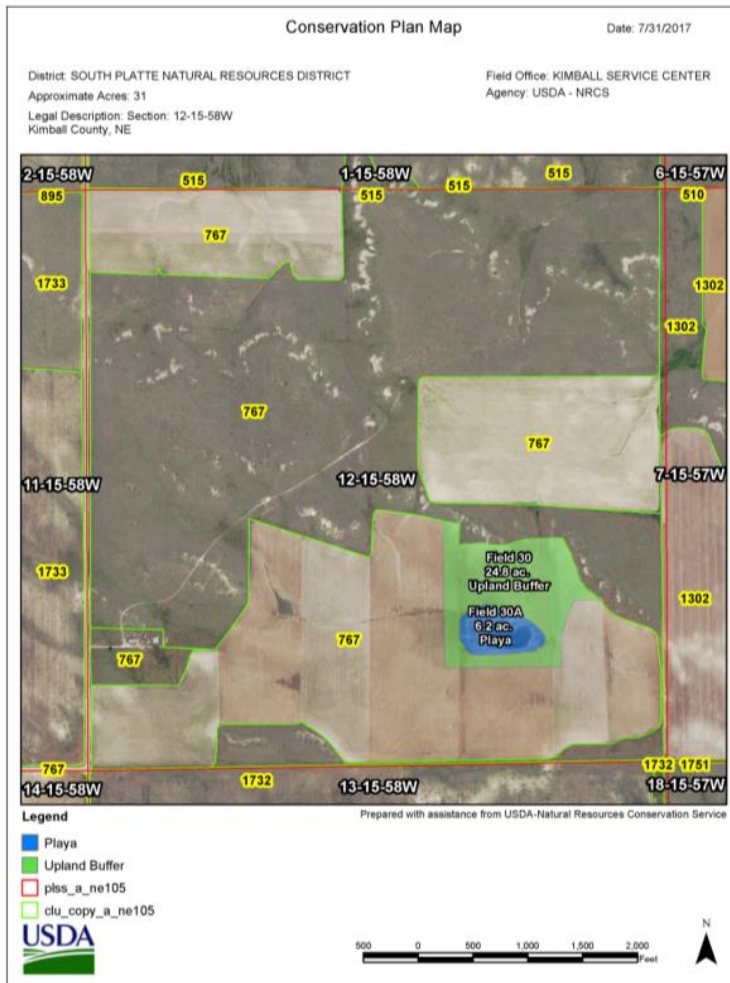 Conservation Plan Map
Date: 7/31/2017
District: SOUTH PLATTE NATURAL RESOURCES DISTRICT
Field Office: KIMBALL SERVICE CENTER
Approximate Acres: 31
Agency: USDA - NRCS
Legal Description: Section: 12-15-58W
Kimball County, NE
2-15-58W
515
1-15-58W
515
6-15-57W
895
515
515
510
767
1733
1302
1302
767
767
11-15-58W
12-15-58W
7-15-57W
Field 30
24.8 ac.
Upland Buffer
1733
1302
Field 30A
6.2 ac.
Playa
767
767
767
1732
1732
1751
14-15-58W
13-15-58W
18-15-57W
Legend
Prepared with assistance from USDA-Natural Resources Conservation Service
Playa
Upland Buffer
plss_a_ne105
clu_copy_a_ne105
USDA
N
500 0 500 1,000 1,500 2,000
Feet